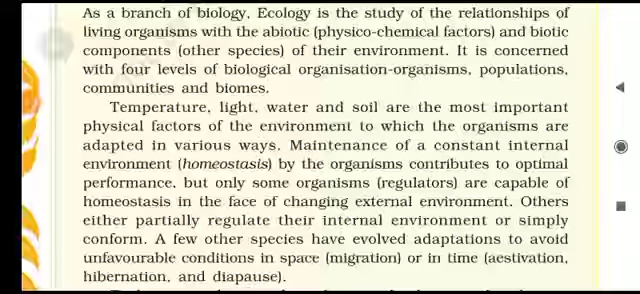 As a branch of biology, Ecology is the study of the relationships of
living organisms with the abiotic (physico-chemical factors) and biotic
components (other species) of their environment. It is concerned
with four levels of biological organisation-organisms, populations,
communities and biomes.
Temperature, light, water and soil are the most important
physical factors of the environment to which the organisms are
adapted in various ways. Maintenance of a constant internal
environment (homeostasis) by the organisms contributes to optimal
performance, but only some organisms (regulators) are capable of
homeostasis in the face of changing external environment. Others
either partially regulate their internal environment or simply
conform. A few other species have evolved adaptations to avoid
unfavourable conditions in space (migration) or in time (aestivation,
hibernation, and diapause).